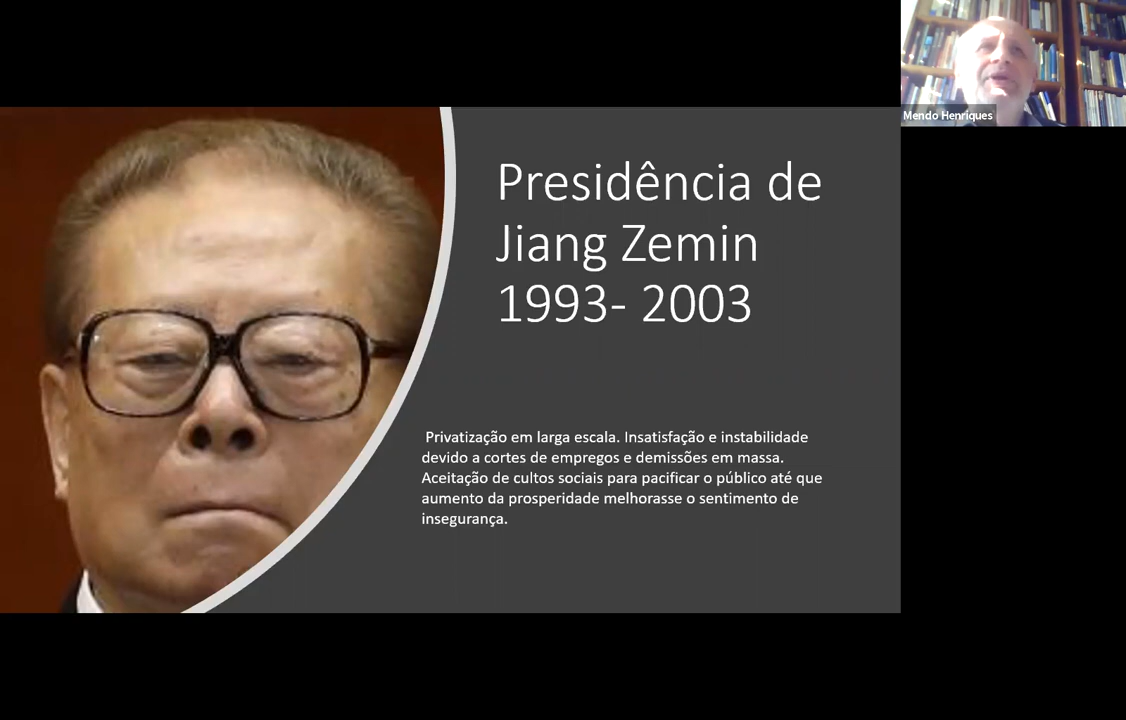 Mendo Henriques
Presidência de
Jiang Zemin
1993- 2003
Privatização em larga escala. Insatisfação e instabilidade
devido a cortes de empregos e demissões em massa.
Aceitação de cultos sociais para pacificar o público até que
aumento da prosperidade melhorasse o sentimento de
insegurança.